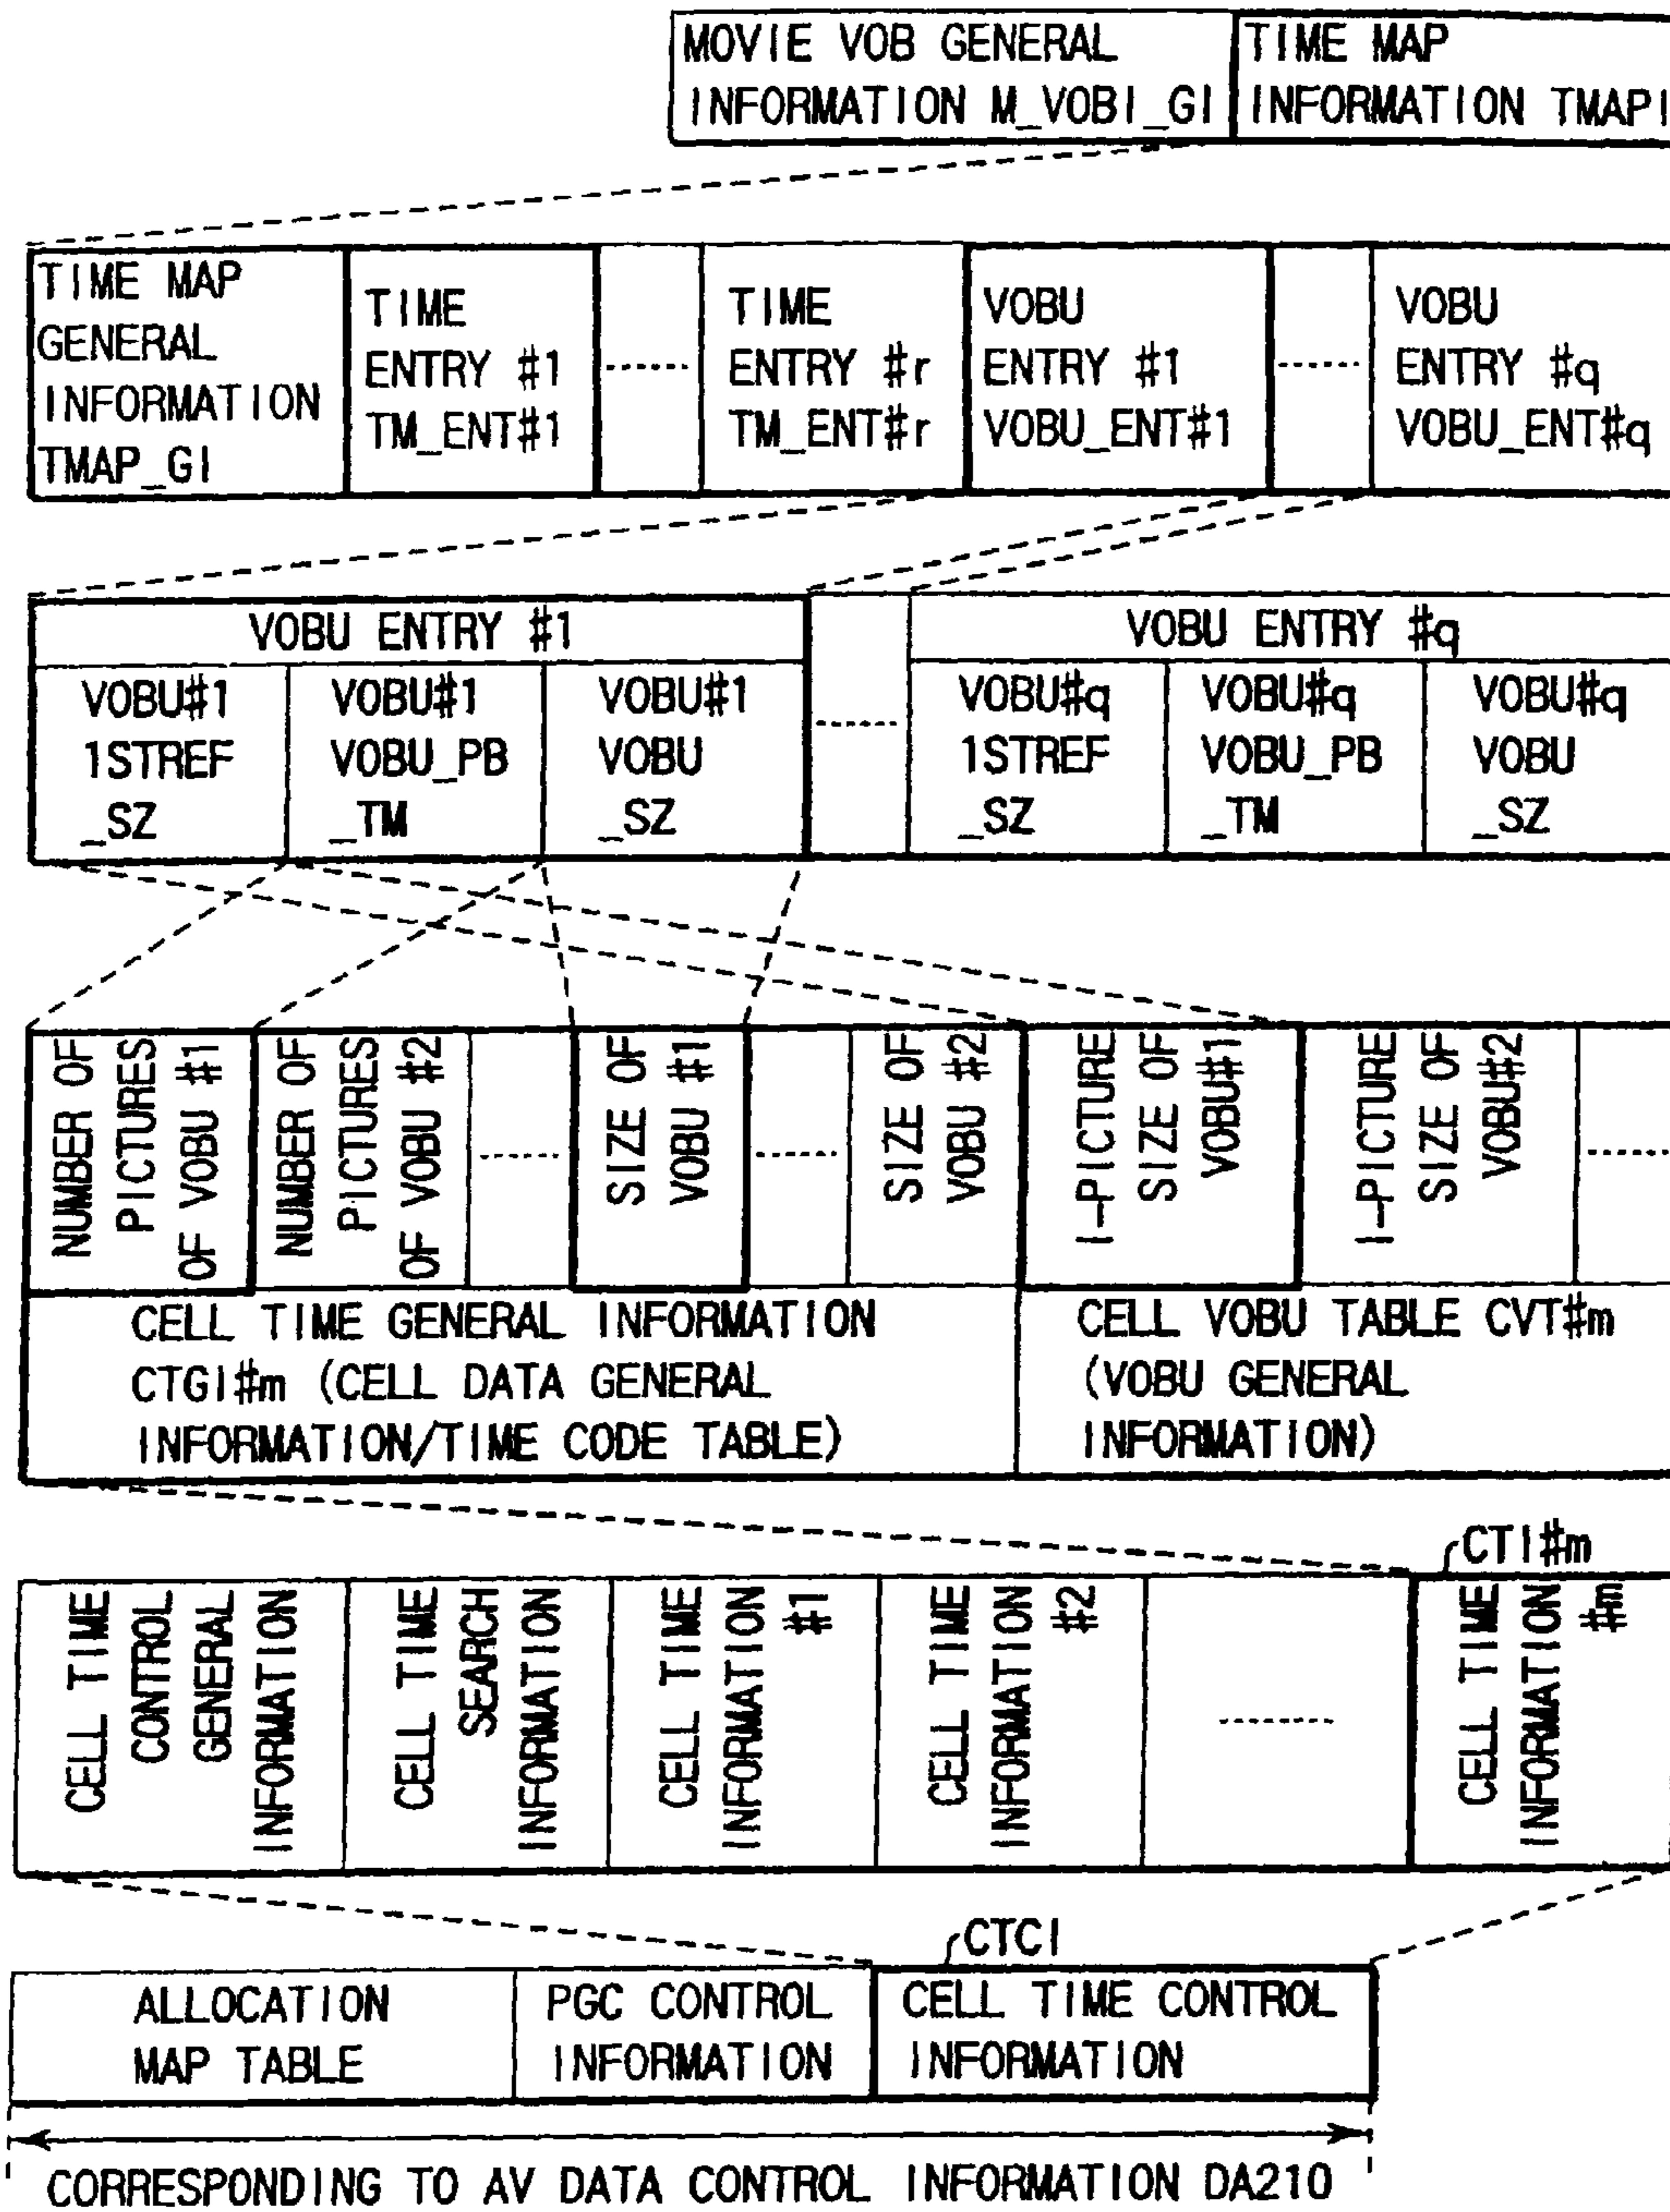 MOVIE VOB GENERAL
INFORMATION M_VOBI_GI
TIME MAP
INFORMATION TMAPI
TIME MAP
GENERAL
INFORMATION
TMAP_GI
TIME
ENTRY #1
TM_ENT#1
TIME
ENTRY #r
TM_ENT#r
VOBU
ENTRY #1
VOBU_ENT#1
VOBU
ENTRY #q
VOBU_ENT#q
VOBU ENTRY #1
VOBU ENTRY #q
VOBU#1
1STREF
_SZ
VOBU#1
VOBU_PB
_TM
VOBU#1
VOBU
_SZ
VOBU#q
1STREF
_SZ
VOBU#q
VOBU_PB
_TM
VOBU#q
VOBU
_SZ
NUMBER OF
PICTURES
OF VOBU #1
NUMBER OF
PICTURES
OF VOBU #2
SIZE OF
VOBU #1
SIZE OF
VOBU #2
I-PICTURE
SIZE OF
VOBU#1
I-PICTURE
SIZE OF
VOBU#2
CELL TIME GENERAL INFORMATION
CTGI#m (CELL DATA GENERAL
INFORMATION/TIME CODE TABLE)
CELL VOBU TABLE CVT#m
(VOBU GENERAL
INFORMATION)
CTI#m
CELL TIME
CONTROL
GENERAL
INFORMATION
CELL TIME
SEARCH
INFORMATION
CELL TIME
INFORMATION
#1
CELL TIME
INFORMATION
#2
CELL TIME
INFORMATION
#m
CTCI
ALLOCATION
MAP TABLE
PGC CONTROL
INFORMATION
CELL TIME CONTROL
INFORMATION
CORRESPONDING TO AV DATA CONTROL INFORMATION DA210